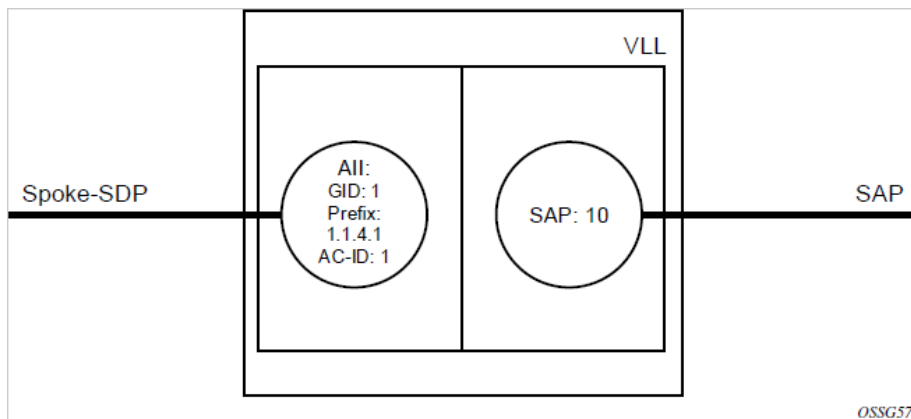 VLL
Spoke-SDP
AII:
GID: 1
Prefix:
1.1.4.1
AC-ID: 1
SAP: 10
SAP
OSSG57